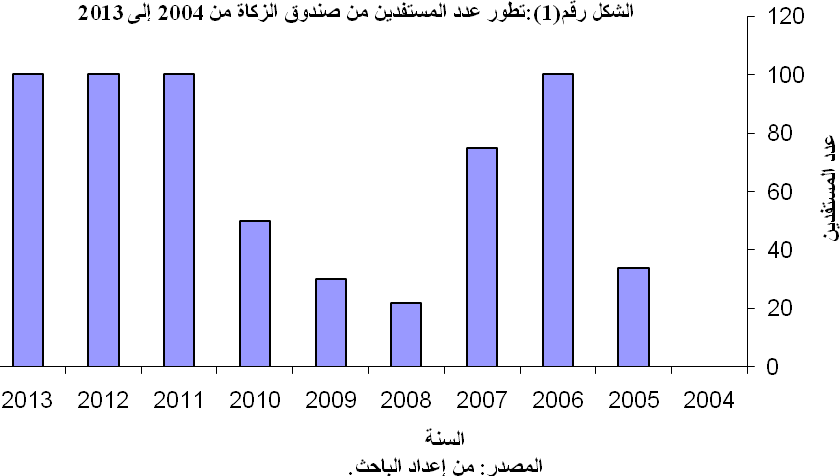 الشكل رقم(1):تطور عدد المستفدين من صندوق الزكاة من 2004 إلى 2013
120
100
80
60
40
20
0
عدد المستفدين
2013 2012 2011 2010 2009 2008 2007 2006 2005 2004
السنة
المصدر: من إعداد الباحث.